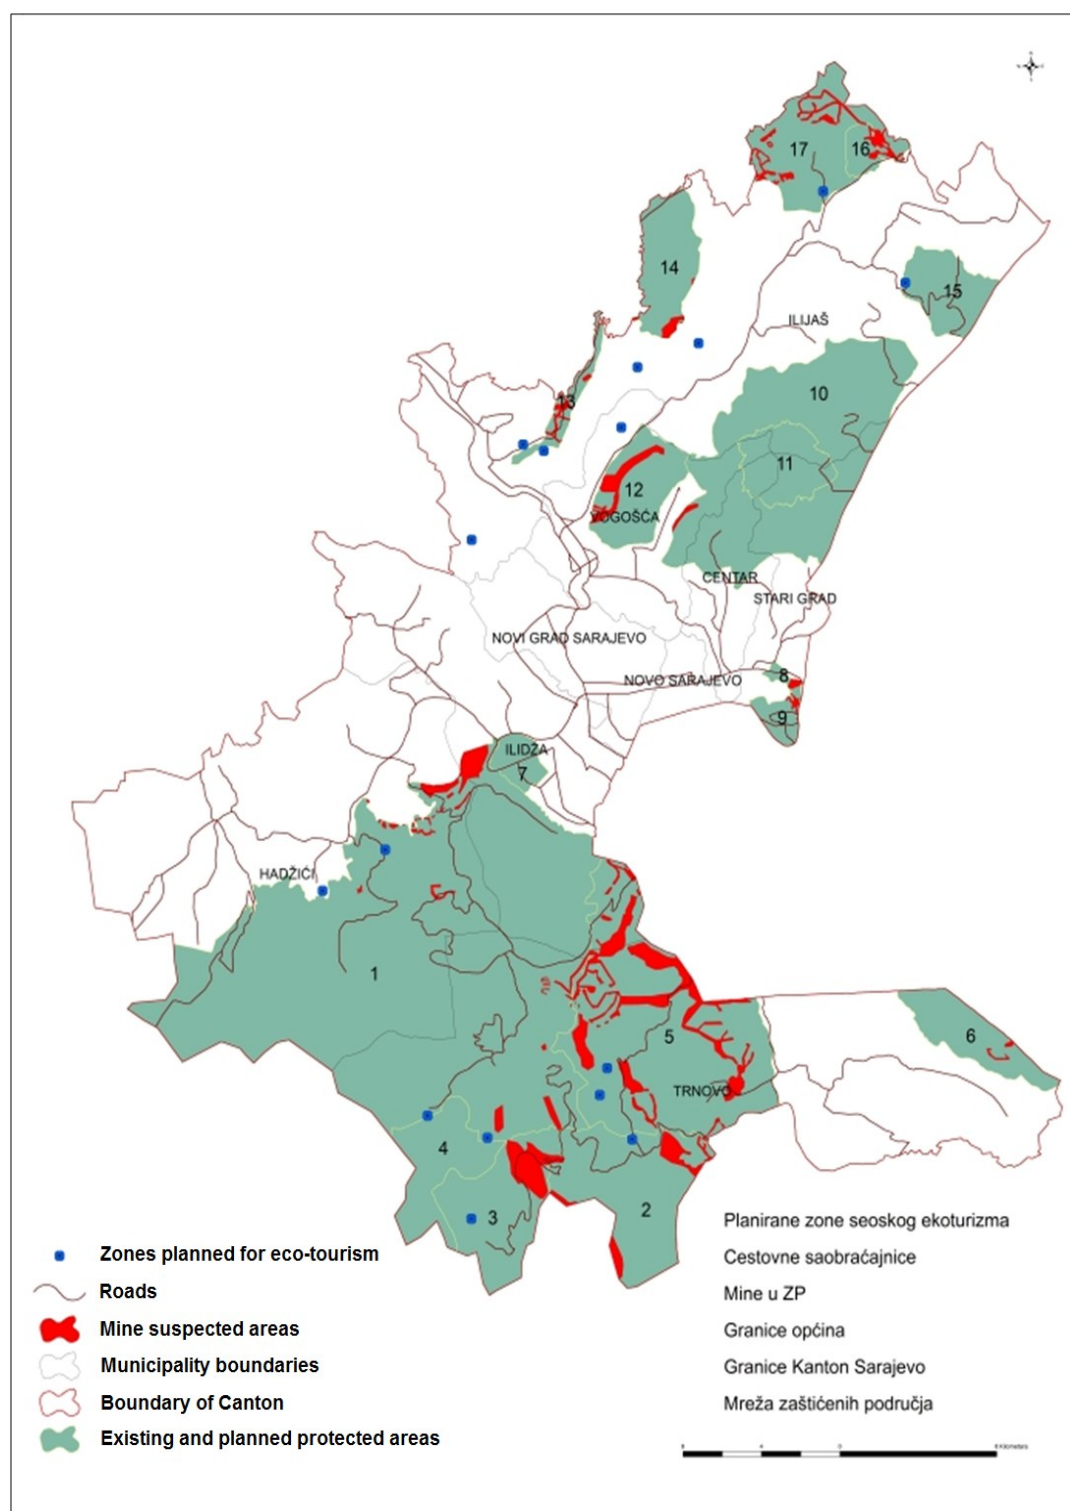 17
16
14
15
ILIJAŠ
13
10
11
12
VOGOŠĆA
CENTAR
STARI GRAD
NOVI GRAD SARAJEVO
8
NOVO SARAJEVO
9
ILIDŽA
7
HADŽIĆI
1
5
6
TRNOVO
4
3
2
Zones planned for eco-tourism
Roads
Mine suspected areas
Municipality boundaries
Boundary of Canton
Existing and planned protected areas
Planirane zone seoskog ekoturizma
Cestovne saobraćajnice
Mine u ZP
Granice općina
Granice Kanton Sarajevo
Mreža zaštićenih područja
Kilometers